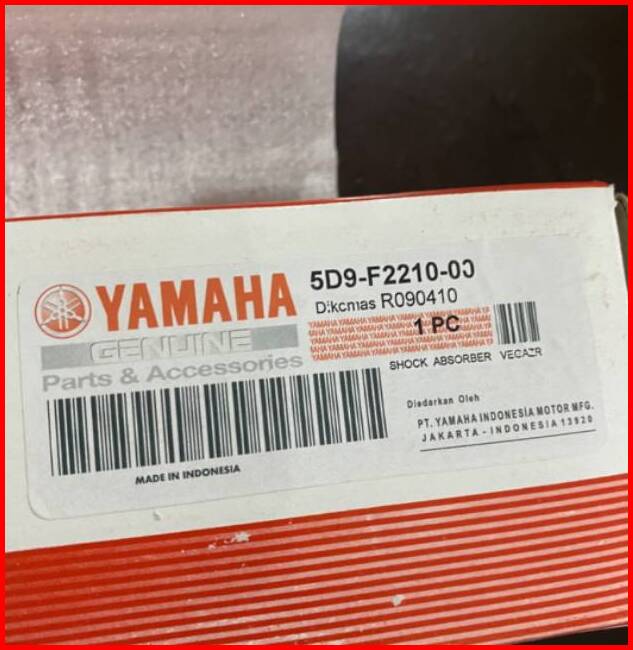 YAMAHA
GENUINE
Parts & Accessories
5D9-F2210-00
Dikcmas R090410
1 PC
SHOCK ABSORBER VEGAZR
MADE IN INDONESIA
Diedarkan Oleh
PT. YAMAHA INDONESIA MOTOR MFG.
JAKARTA - INDONESIA 13920